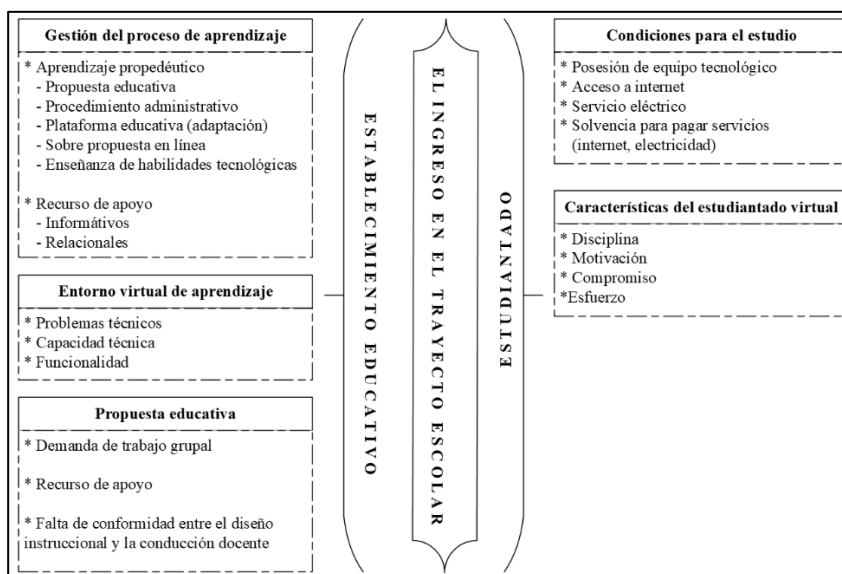 Gestión del proceso de aprendizaje
* Aprendizaje propedéutico
- Propuesta educativa
- Procedimiento administrativo
- Plataforma educativa (adaptación)
- Sobre propuesta en línea
- Enseñanza de habilidades tecnológicas
* Recurso de apoyo
- Informátivos
- Relacionales
Entorno virtual de aprendizaje
* Problemas técnicos
* Capacidad técnica
* Funcionalidad
Propuesta educativa
* Demanda de trabajo grupal
* Recurso de apoyo
* Falta de conformidad entre el diseño
instruccional y la conducción docente
ESTABLECIMIENTO EDUCATIVO
EL INGRESO EN EL TRAYECTO ESCOLAR
ESTUDIANTADO
Condiciones para el estudio
* Posesión de equipo tecnológico
* Acceso a internet
* Servicio eléctrico
* Solvencia para pagar servicios
(internet, electricidad)
Características del estudiantado virtual
* Disciplina
* Motivación
* Compromiso
*Esfuerzo